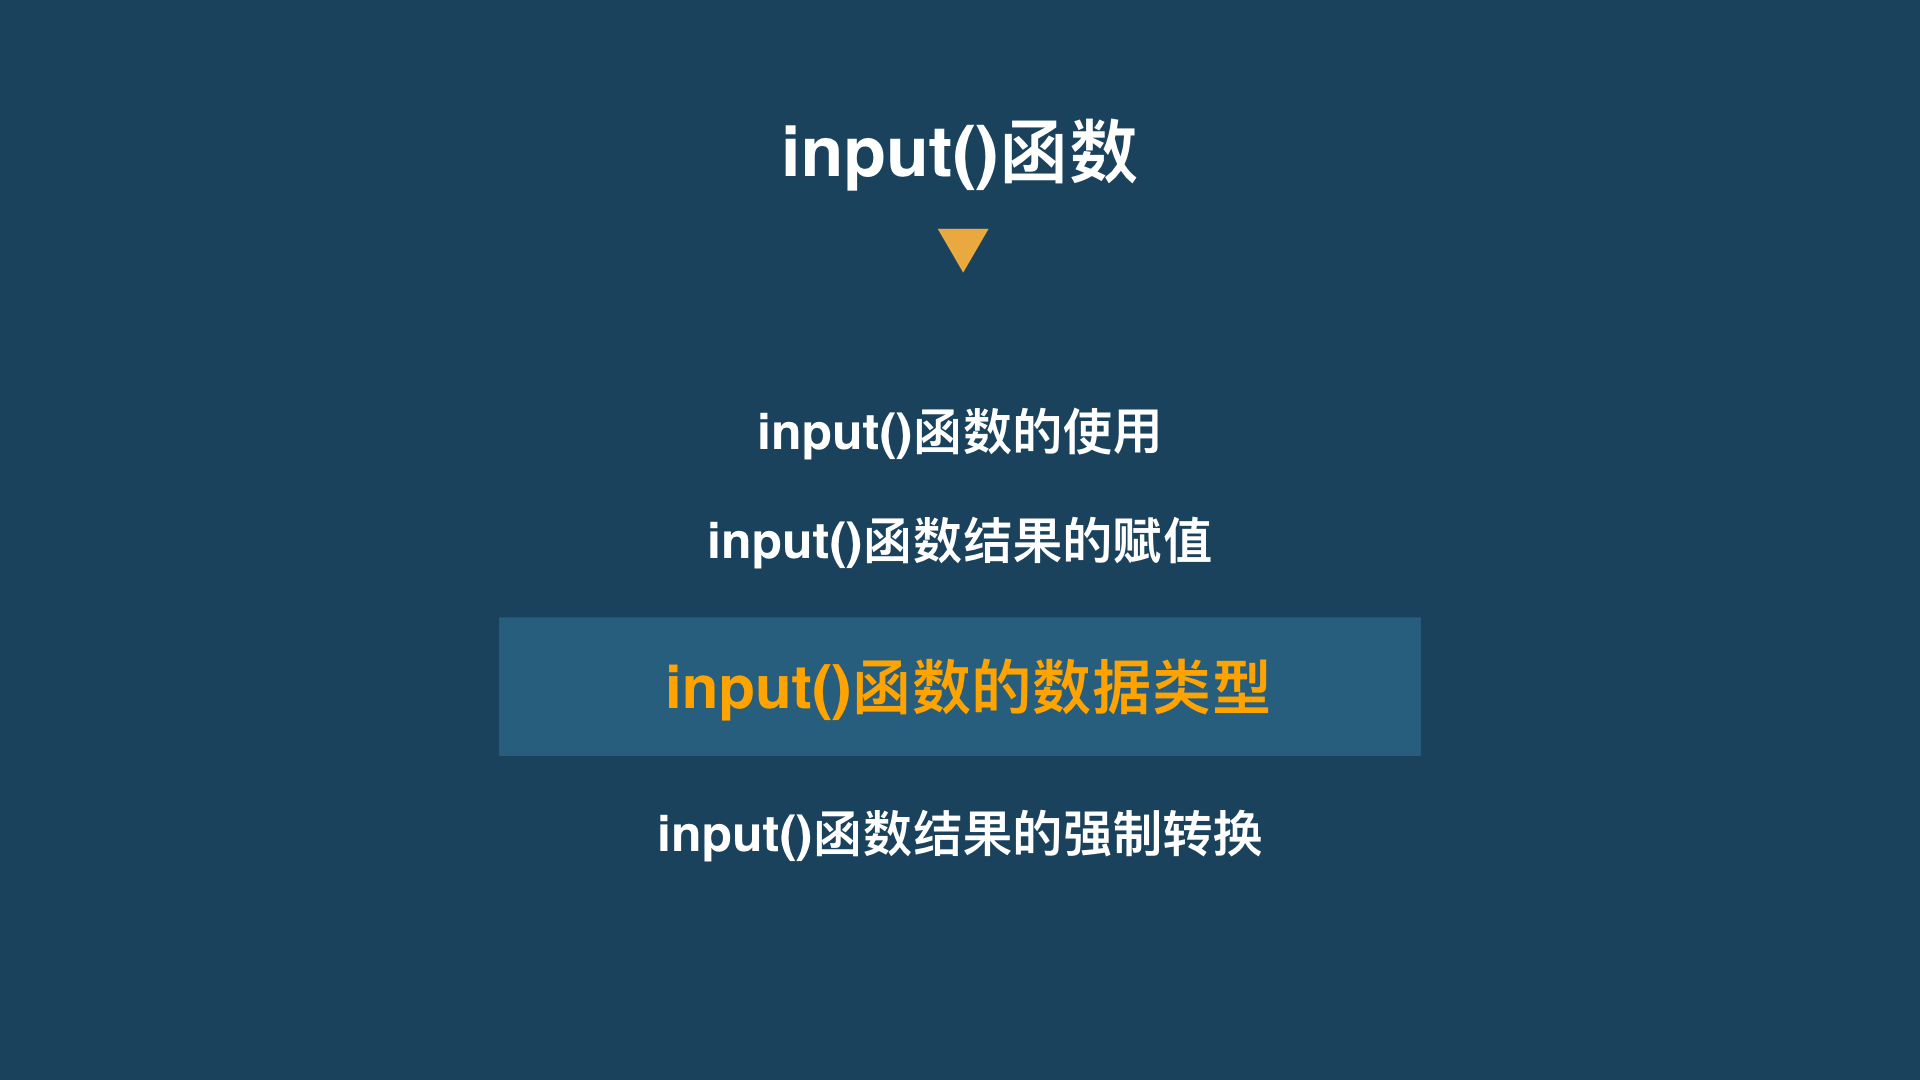 input()函数
input()函数的使用
input()函数结果的赋值
input()函数的数据类型
input()函数结果的强制转换